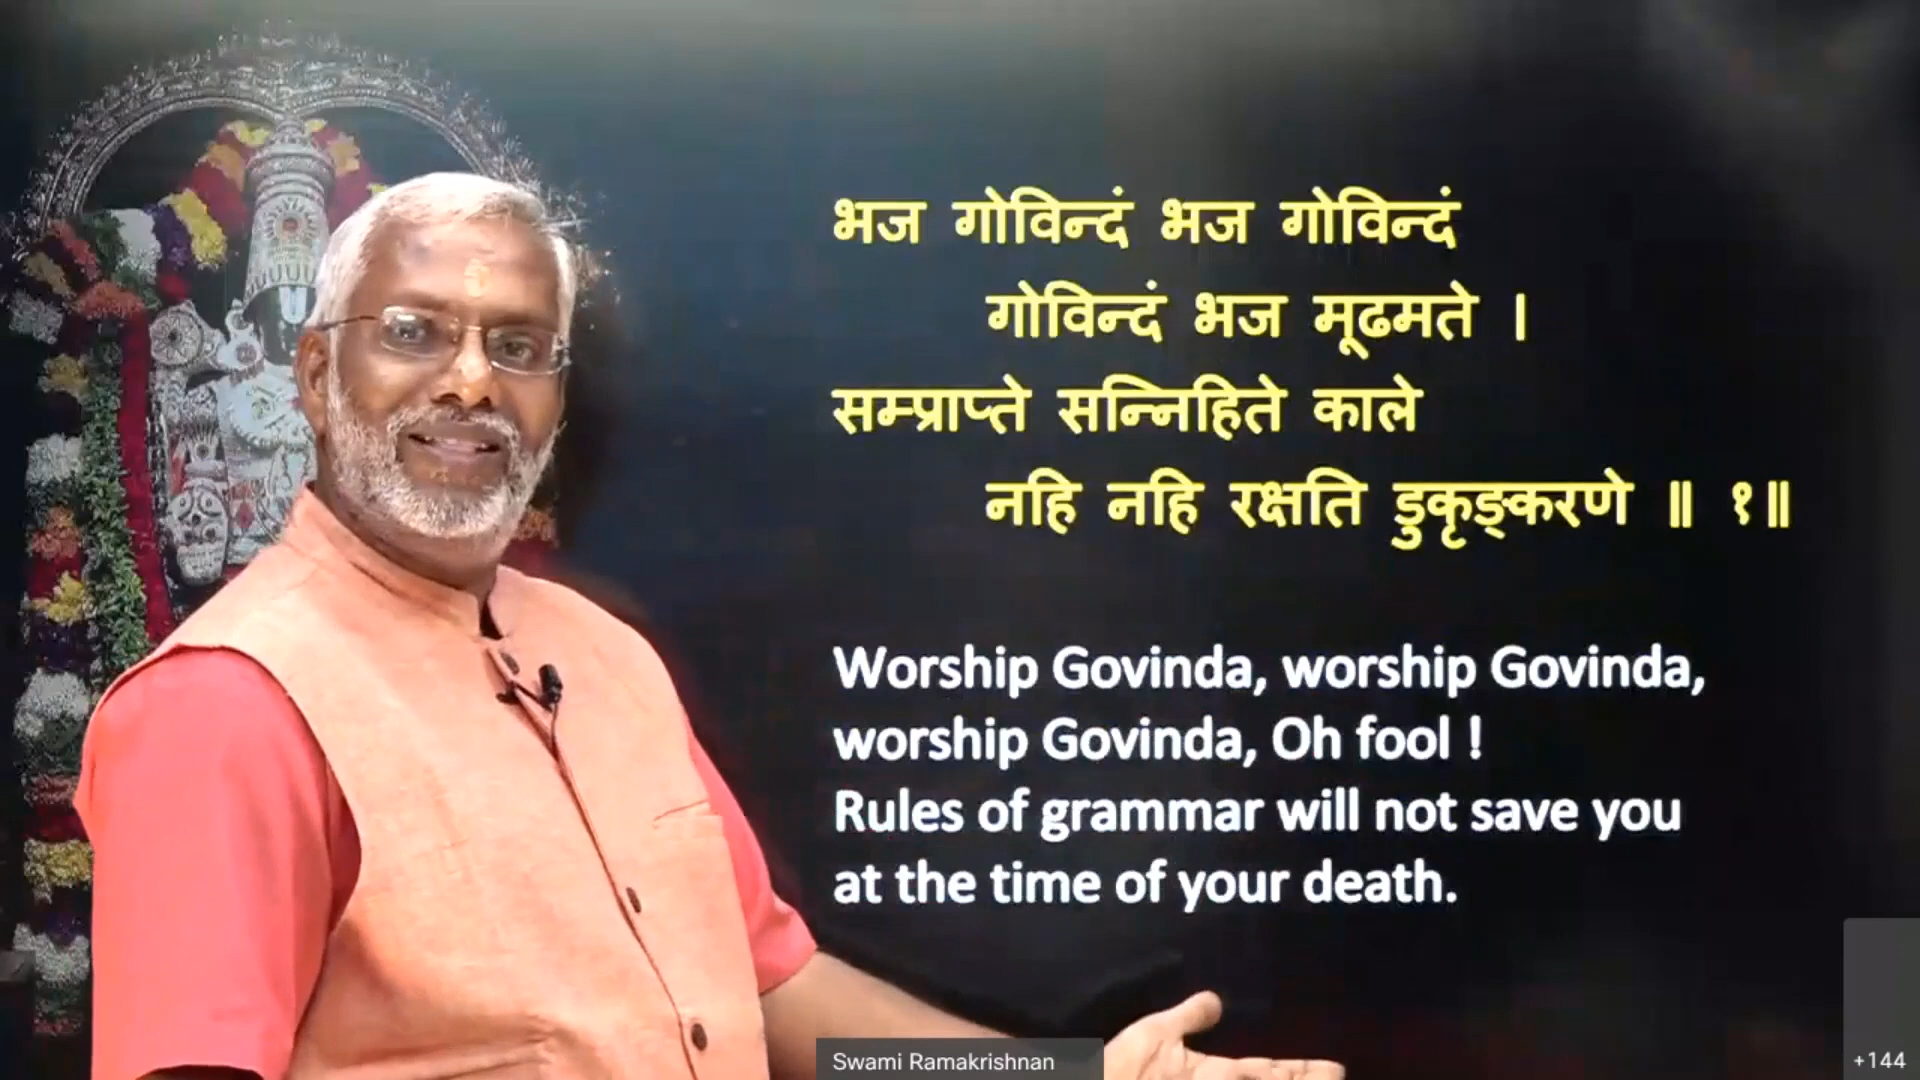 भज गोविन्दं भज गोविन्दं
गोविन्दं भज मूढमते ।
सम्प्राप्ते सन्निहिते काले
नहि नहि रक्षति डुकृङ्करणे ॥ १॥
Worship Govinda, worship Govinda,
worship Govinda, Oh fool !
Rules of grammar will not save you
at the time of your death.
Swami Ramakrishnan
+144